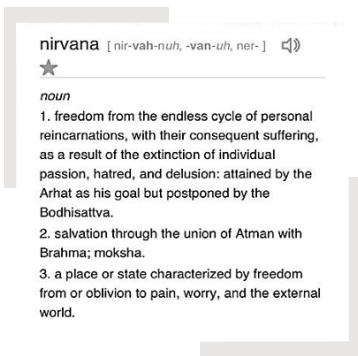 nirvana [ nir-vah-nuh, -van-uh, ner- ]
noun
1. freedom from the endless cycle of personal
reincarnations, with their consequent suffering,
as a result of the extinction of individual
passion, hatred, and delusion: attained by the
Arhat as his goal but postponed by the
Bodhisattva.
2. salvation through the union of Atman with
Brahma; moksha.
3. a place or state characterized by freedom
from or oblivion to pain, worry, and the external
world.